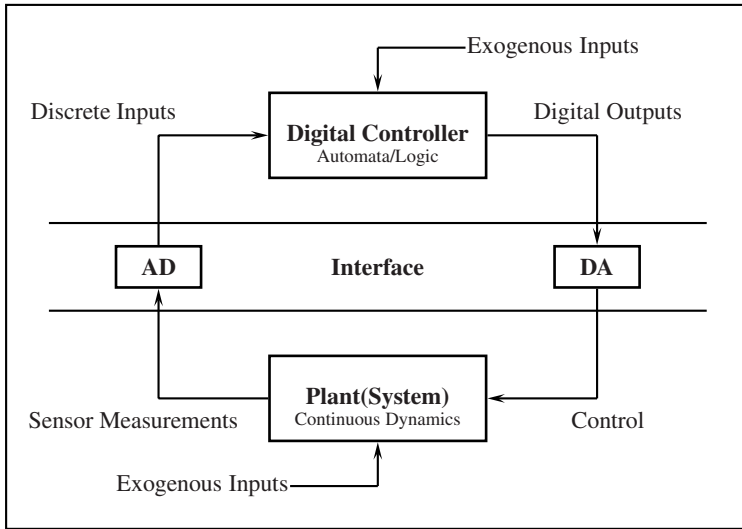 Exogenous Inputs
Discrete Inputs
Digital Outputs
Digital Controller
Automata/Logic
AD
Interface
DA
Plant(System)
Continuous Dynamics
Sensor Measurements
Control
Exogenous Inputs